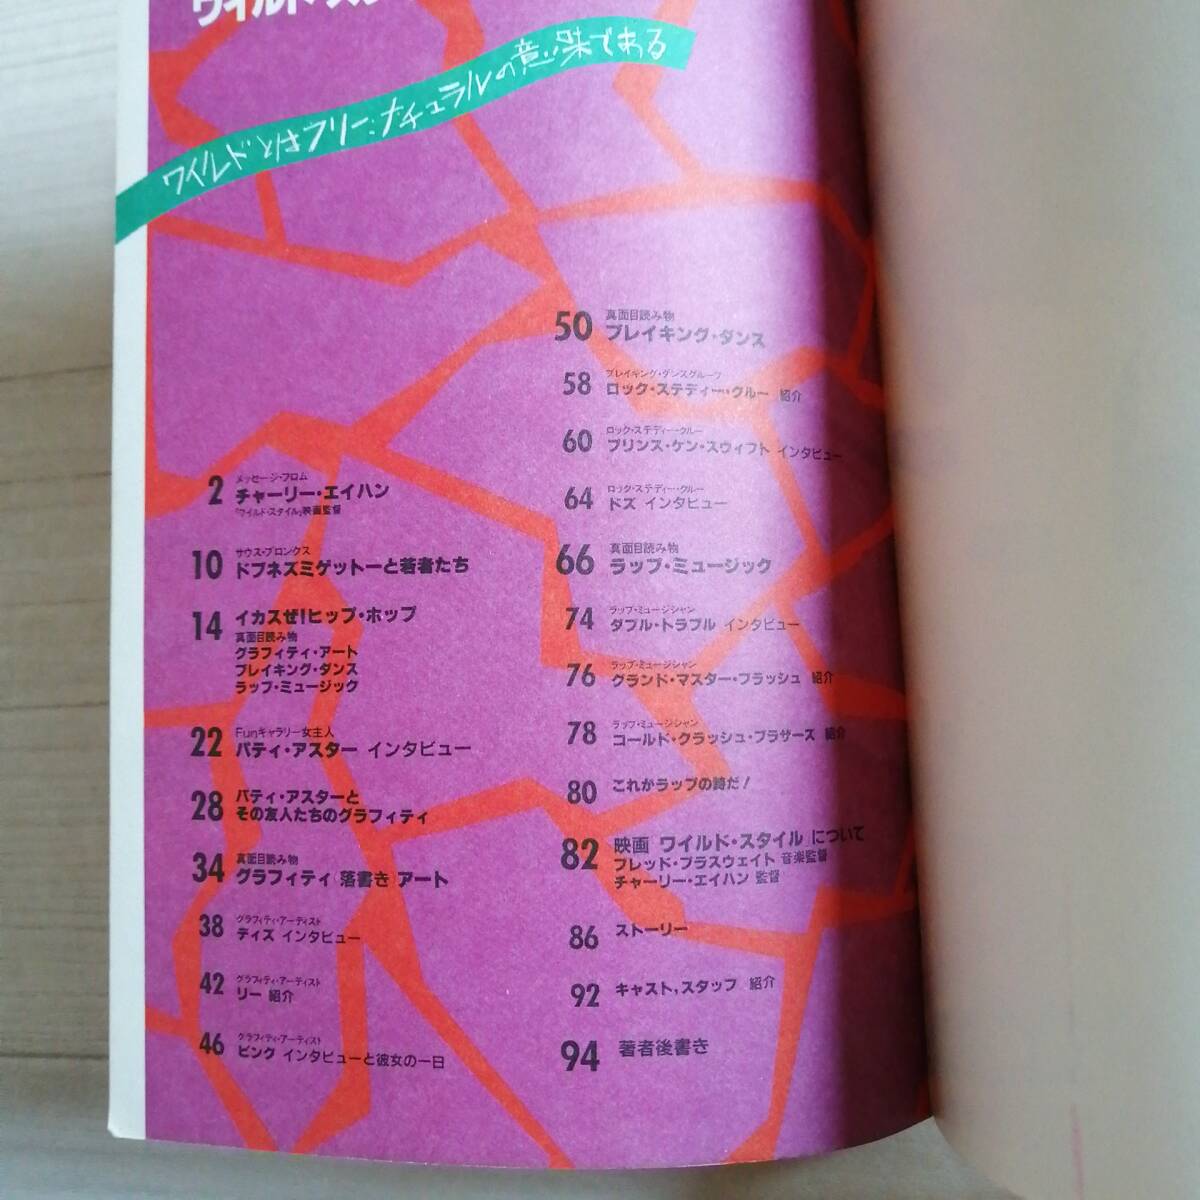 ワイルド・スタ
ワイルドとはフリー:ナチュラルの意味である
2
メッセージ・フロム
チャーリー・エイハン
「ワイルド・スタイル」映画監督
10
サウス・ブロンクス
ドブネズミゲットーと若者たち
14
イカスぜ!ヒップ・ホップ
真面目読み物
グラフィティ・アート
ブレイキング・ダンス
ラップ・ミュージック
22
Funギャラリー女主人
パティ・アスター インタビュー
28
パティ・アスターと
その友人たちのグラフィティ
34
真面目読み物
グラフィティ 落書き アート
38
グラフィティ・アーティスト
ディズ インタビュー
42
グラフィティ・アーティスト
リー 紹介
46
グラフィティ・アーティスト
ピンク インタビューと彼女の一日
50
真面目読み物
ブレイキング・ダンス
58
ブレイキング・ダンスグループ
ロック・ステディー・クルー 紹介
60
ロック・ステディー・クルー
プリンス・ケン・スウィフト インタビュー
64
ロック・ステディー・クルー
ドズ インタビュー
66
真面目読み物
ラップ・ミュージック
74
ラップ・ミュージシャン
ダブル・トラブル インタビュー
76
ラップ・ミュージシャン
グランド・マスター・フラッシュ 紹介
78
ラップ・ミュージシャン
コールド・クラッシュ・ブラザーズ 紹介
80
これがラップの詩だ!
82
映画「ワイルド・スタイル」について
フレッド・ブラスウェイト 音楽監督
チャーリー・エイハン 監督
86
ストーリー
92
キャスト,スタッフ 紹介
94
著者後書き